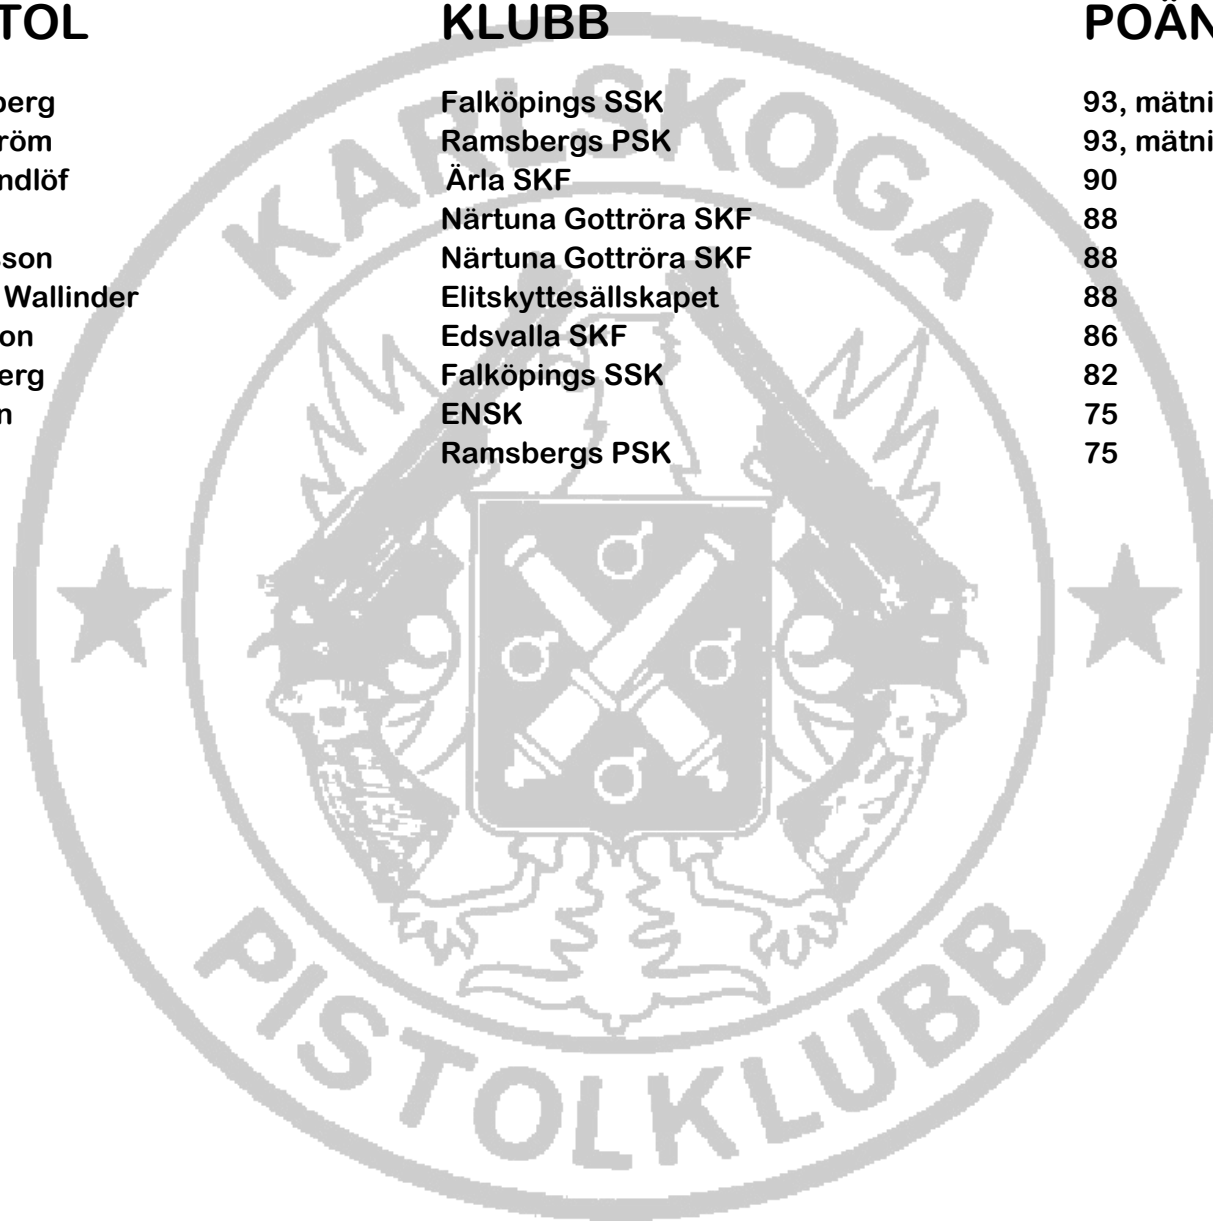 TOL KLUBB POÄN
berg Falköpings SSK 93, mätni
röm Ramsbergs PSK 93, mätni
ndlöf Ärla SKF 90
Närtuna Gottröra SKF 88
sson Närtuna Gottröra SKF 88
Wallinder Elitskyttesällskapet 88
on Edsvalla SKF 86
erg Falköpings SSK 82
n ENSK 75
Ramsbergs PSK 75
KARLSKOGA
PISTOLKLUBB